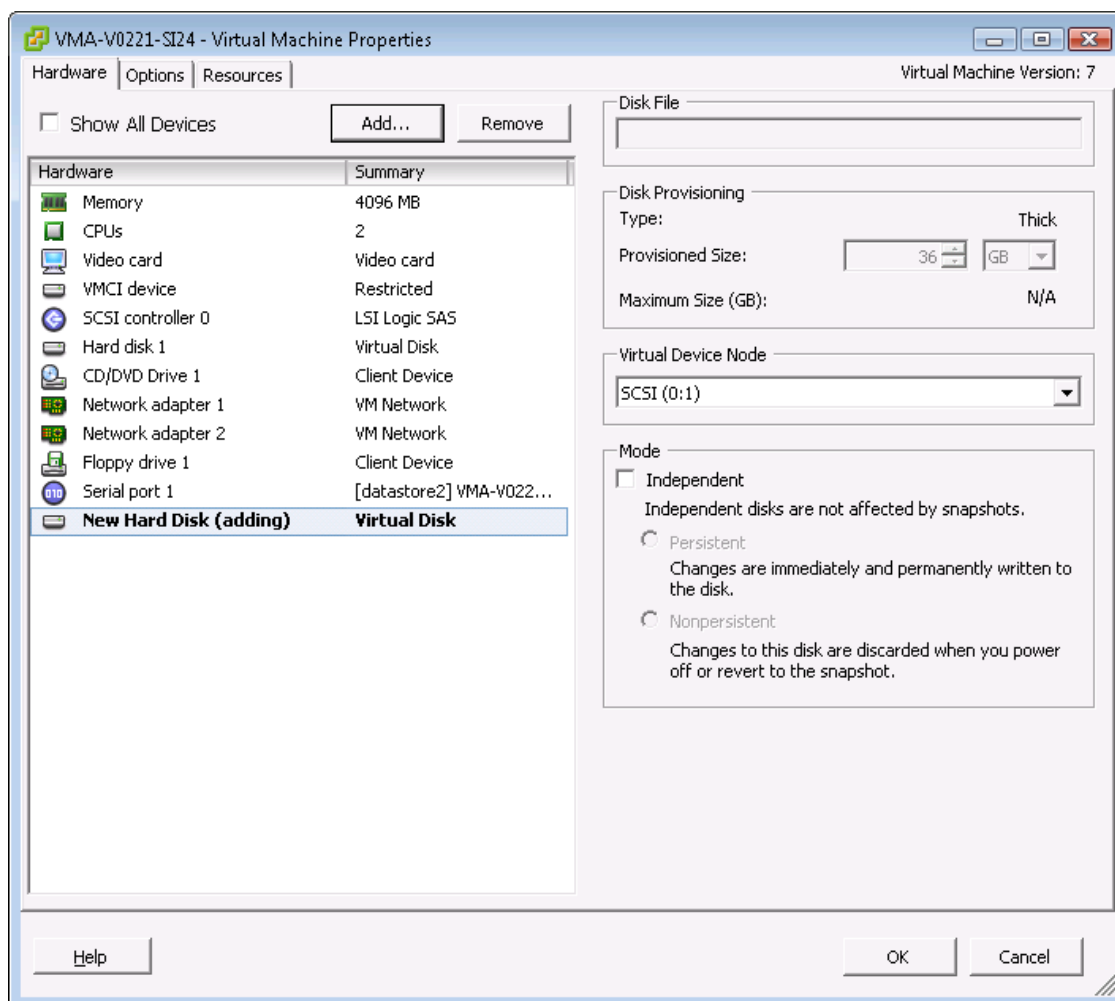 VMA-V0221-SI24 - Virtual Machine Properties
Hardware Options Resources Virtual Machine Version: 7
Show All Devices Add... Remove
Hardware Summary
Memory 4096 MB
CPUs 2
Video card Video card
VMCI device Restricted
SCSI controller 0 LSI Logic SAS
Hard disk 1 Virtual Disk
CD/DVD Drive 1 Client Device
Network adapter 1 VM Network
Network adapter 2 VM Network
Floppy drive 1 Client Device
Serial port 1 [datastore2] VMA-V022...
New Hard Disk (adding) Virtual Disk
Disk File
Disk Provisioning
Type: Thick
Provisioned Size: 36 GB
Maximum Size (GB): N/A
Virtual Device Node
SCSI (0:1)
Mode
Independent
Independent disks are not affected by snapshots.
Persistent
Changes are immediately and permanently written to
the disk.
Nonpersistent
Changes to this disk are discarded when you power
off or revert to the snapshot.
Help OK Cancel